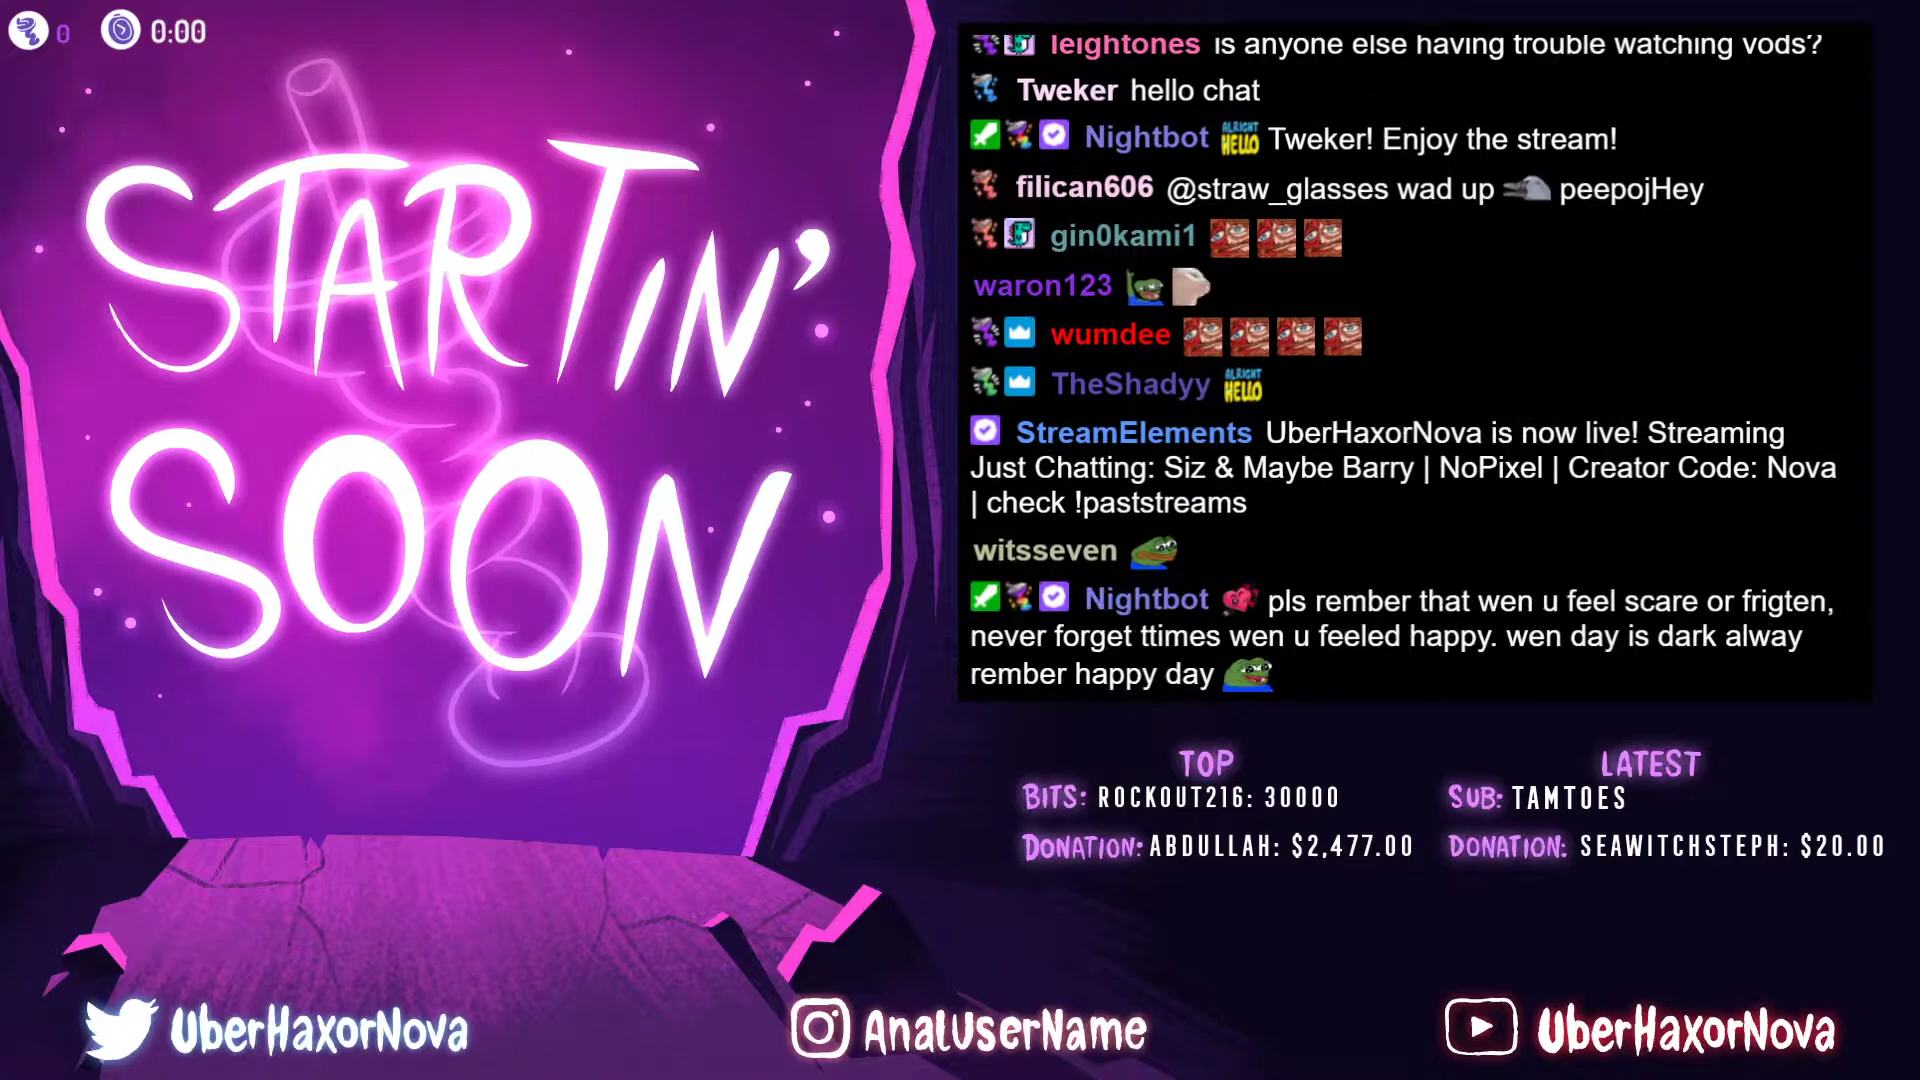 0 0:00
STARTIN'
SOON
leightones is anyone else having trouble watching vods?
Tweker hello chat
Nightbot ALRIGHT HELLO Tweker! Enjoy the stream!
filican606 @straw_glasses wad up peepojHey
gin0kami1
waron123
wumdee
TheShadyy ALRIGHT HELLO
StreamElements UberHaxorNova is now live! Streaming
Just Chatting: Siz & Maybe Barry | NoPixel | Creator Code: Nova
| check !paststreams
witsseven
Nightbot pls rember that wen u feel scare or frigten,
never forget ttimes wen u feeled happy. wen day is dark alway
rember happy day
TOP
BITS: ROCKOUT216: 30000
DONATION: ABDULLAH: $2,477.00
LATEST
SUB: TAMTOES
DONATION: SEAWITCHSTEPH: $20.00
UberHaxorNova
AnalUserName
UberHaxorNova